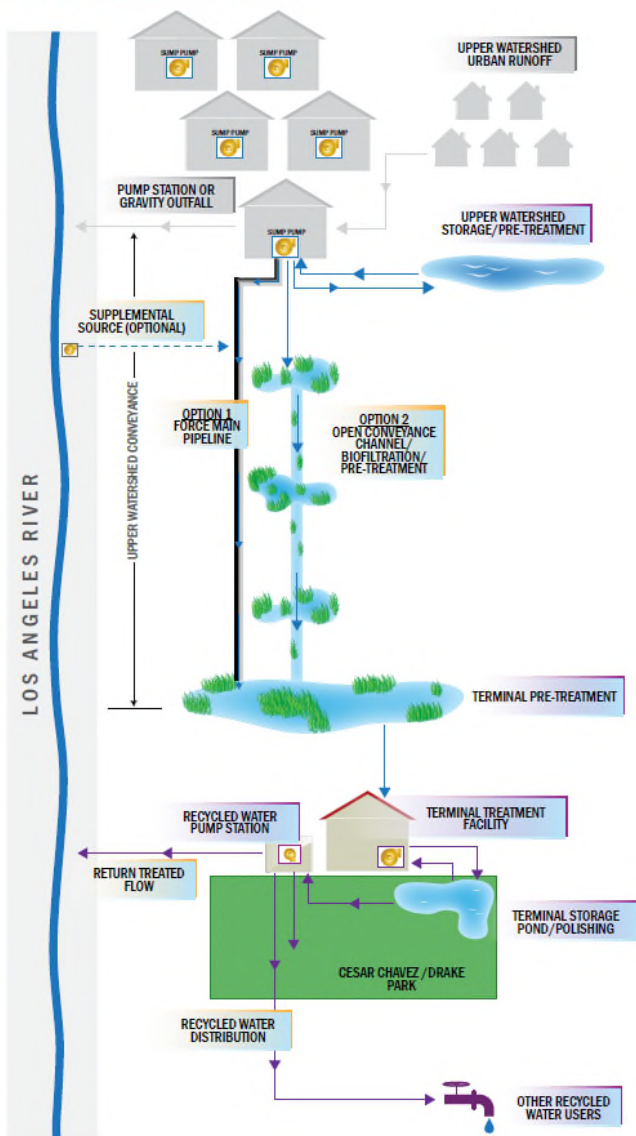 SUMP PUMP
SUMP PUMP
UPPER WATERSHED
URBAN RUNOFF
SUMP PUMP
SUMP PUMP
PUMP STATION OR
GRAVITY OUTFALL
SUMP PUMP
UPPER WATERSHED
STORAGE/PRE-TREATMENT
SUPPLEMENTAL
SOURCE (OPTIONAL)
OPTION 1
FORCE MAIN
PIPELINE
OPTION 2
OPEN CONVEYANCE
CHANNEL/
BIOFILTRATION/
PRE-TREATMENT
UPPER WATERSHED CONVEYANCE
LOS ANGELES RIVER
TERMINAL PRE-TREATMENT
RECYCLED WATER
PUMP STATION
TERMINAL TREATMENT
FACILITY
RETURN TREATED
FLOW
TERMINAL STORAGE
POND/POLISHING
CESAR CHAVEZ / DRAKE
PARK
RECYCLED WATER
DISTRIBUTION
OTHER RECYCLED
WATER USERS